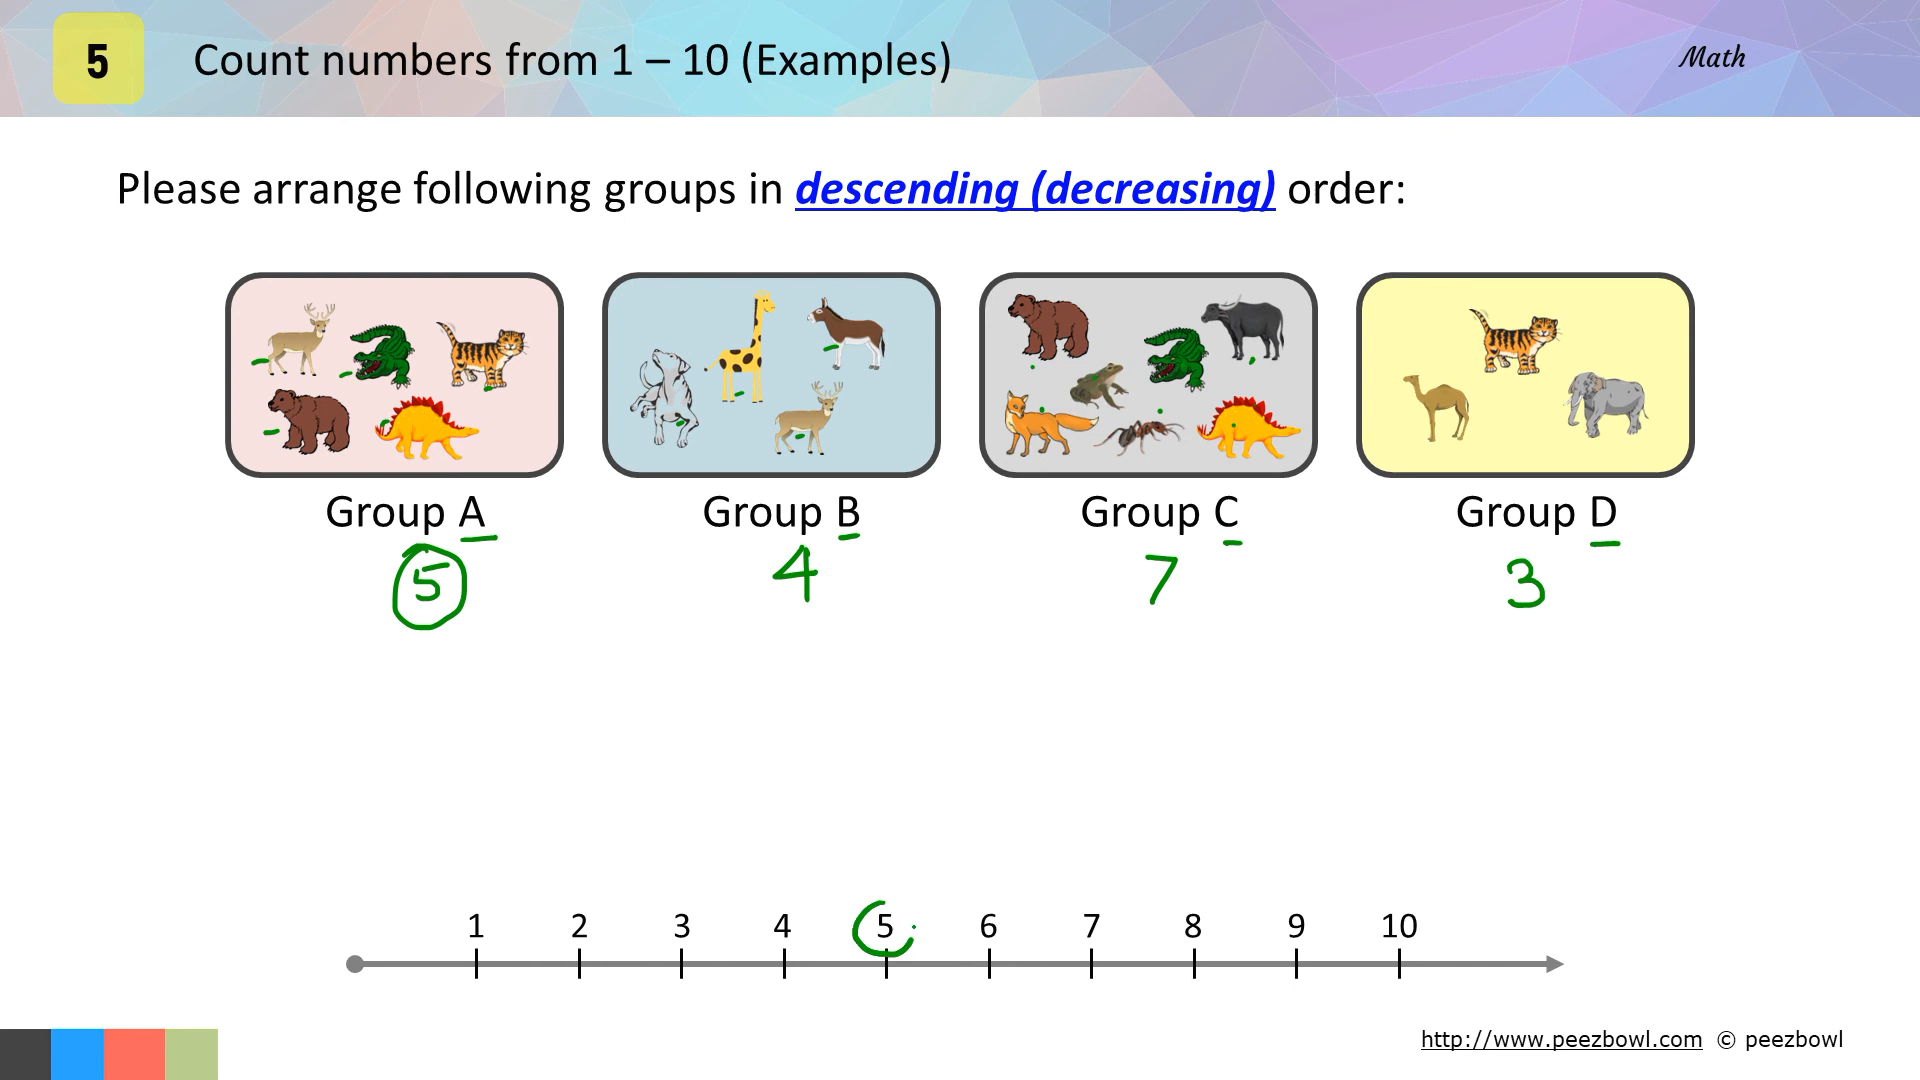 5
Count numbers from 1 – 10 (Examples)
Math
Please arrange following groups in descending (decreasing) order:
Group A
Group B
Group C
Group D
5
4
7
3
1 2 3 4 5 6 7 8 9 10
http://www.peezbowl.com © peezbowl